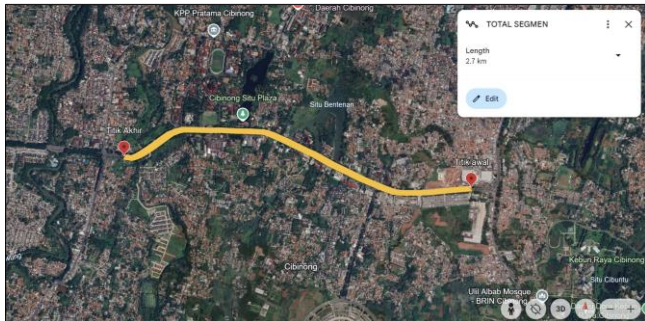 KPP Pratama Cibinong
Daerah Cibinong
TOTAL SEGMEN
Length
2.7 km
Edit
Cibinong Situ Plaza
Situ Bentenan
Titik Akhir
Titik awal
Cibinong
Kebun Raya Cibinong
Situ Cibuntu
Ulil Albab Mosque
- BRIN Cibinong
3D